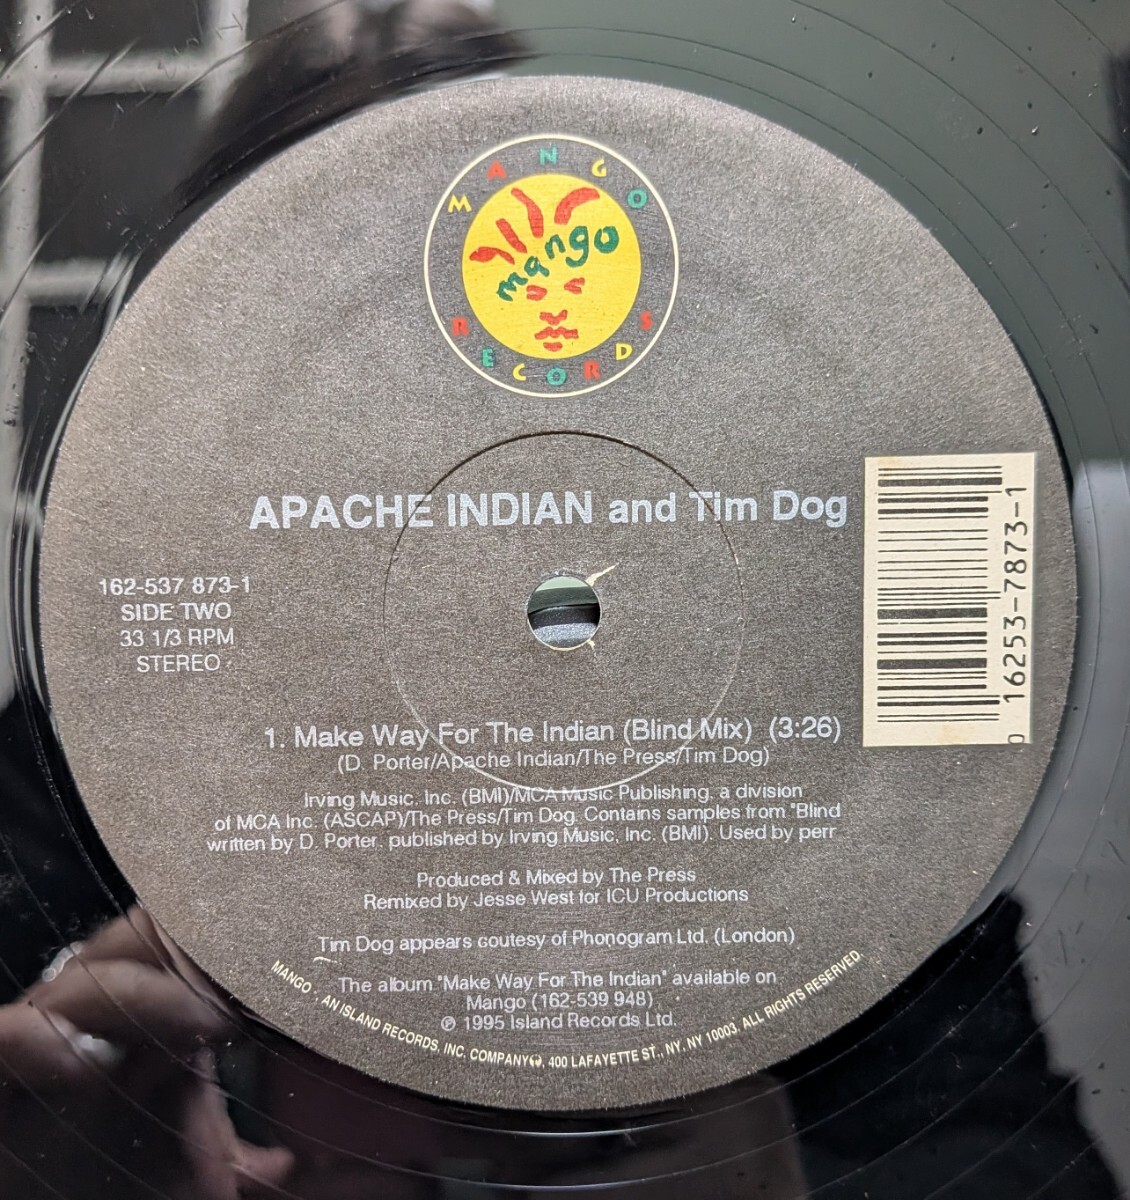 MANGO
mango
RECORDS
APACHE INDIAN and Tim Dog
162-537 873-1
SIDE TWO
33 1/3 RPM
STEREO
0 16253-7873-1
1. Make Way For The Indian (Blind Mix) (3:26)
(D. Porter/Apache Indian/The Press/Tim Dog)
Irving Music, Inc. (BMI)/MCA Music Publishing, a division
of MCA Inc. (ASCAP)/The Press/Tim Dog. Contains samples from "Blind
written by D. Porter, published by Irving Music, Inc. (BMI). Used by perr
Produced & Mixed by The Press
Remixed by Jesse West for ICU Productions
Tim Dog appears coutesy of Phonogram Ltd. (London)
The album "Make Way For The Indian" available on
Mango (162-539 948)
℗ 1995 Island Records Ltd.
MANGO , AN ISLAND RECORDS, INC. COMPANY, 400 LAFAYETTE ST., NY, NY 10003. ALL RIGHTS RESERVED